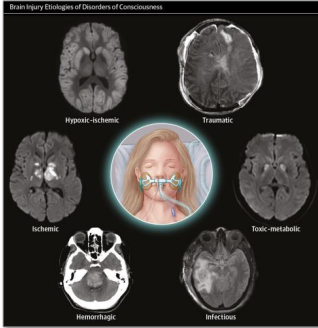 Brain Injury Etiologies of Disorders of Consciousness
Hypoxic-ischemic
Traumatic
Ischemic
Toxic-metabolic
Hemorrhagic
Infectious